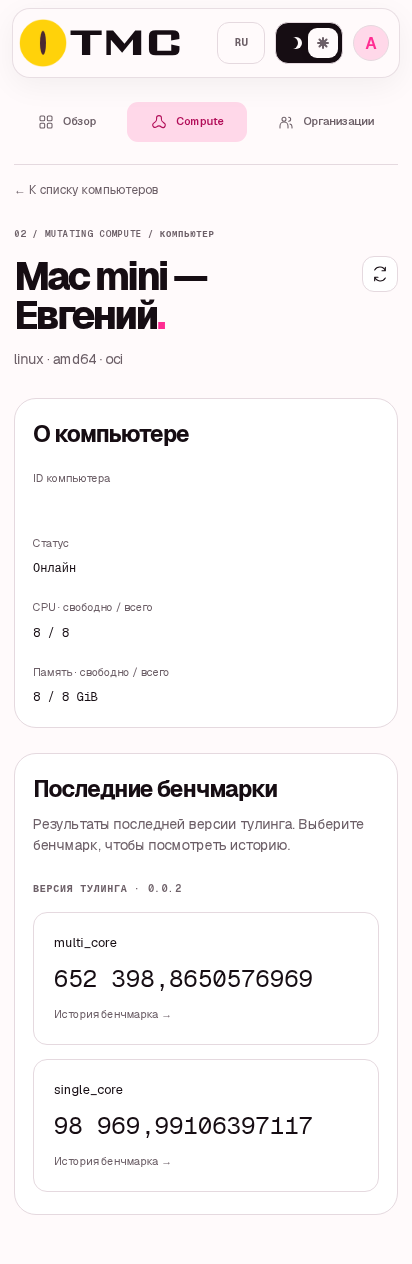 TMC
RU
A
Обзор
Compute
Организации
← К списку компьютеров
02 / MUTATING COMPUTE / КОМПЬЮТЕР
Mac mini —
Евгений.
linux · amd64 · oci
О компьютере
ID компьютера
Статус
Онлайн
CPU · свободно / всего
8 / 8
Память · свободно / всего
8 / 8 GiB
Последние бенчмарки
Результаты последней версии тулинга. Выберите
бенчмарк, чтобы посмотреть историю.
ВЕРСИЯ ТУЛИНГА · 0.0.2
multi_core
652 398,8650576969
История бенчмарка →
single_core
98 969,99106397117
История бенчмарка →